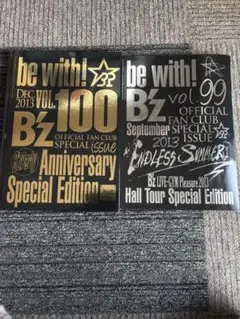 be with!
DEC 2013 VOL. 100
B'z
OFFICIAL FAN CLUB
SPECIAL issue
Anniversary
Special Edition
be with!
B'z vol. 99
OFFICIAL
FAN CLUB
September SPECIAL
2013 ISSUE
ENDLESS SUMMER
B'z LIVE-GYM Pleasure 2013
Hall Tour Special Edition